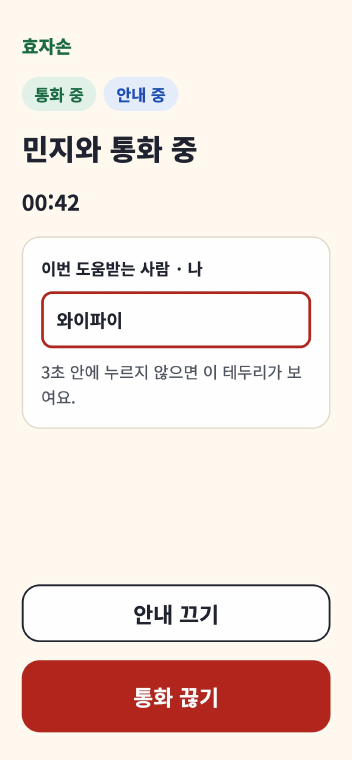 효자손
통화 중
안내 중
민지와 통화 중
00:42
이번 도움받는 사람 · 나
와이파이
3초 안에 누르지 않으면 이 테두리가 보
여요.
안내 끄기
통화 끊기